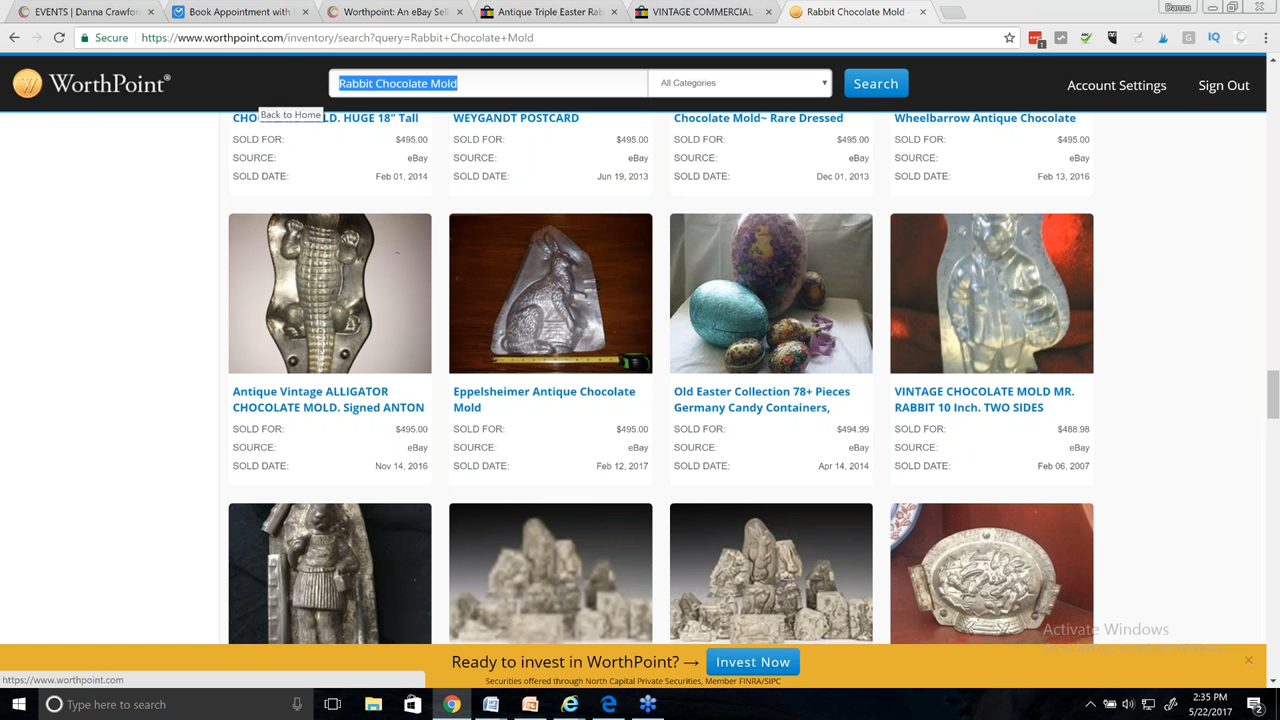 EVENTS | Danna Crawfor
Book Appointment with
Worthpoint: An eBay Sel
Antique Triple Easter Rab
VINTAGE COMMERCIAL
Rabbit Chocolate Mold
Danna
Secure
https://www.worthpoint.com/inventory/search?query=Rabbit+Chocolate+Mold
1
IQ
W
WorthPoint®
Rabbit Chocolate Mold
All Categories
Search
Account Settings
Sign Out
Back to Home
LD. HUGE 18" Tall
WEYGANDT POSTCARD
Chocolate Mold~ Rare Dressed
Wheelbarrow Antique Chocolate
SOLD FOR: $495.00
SOLD FOR: $495.00
SOLD FOR: $495.00
SOLD FOR: $495.00
SOURCE: eBay
SOURCE: eBay
SOURCE: eBay
SOURCE: eBay
SOLD DATE: Feb 01, 2014
SOLD DATE: Jun 19, 2013
SOLD DATE: Dec 01, 2013
SOLD DATE: Feb 13, 2016
Antique Vintage ALLIGATOR
CHOCOLATE MOLD. Signed ANTON
SOLD FOR: $495.00
SOURCE: eBay
SOLD DATE: Nov 14, 2016
Eppelsheimer Antique Chocolate
Mold
SOLD FOR: $495.00
SOURCE: eBay
SOLD DATE: Feb 12, 2017
Old Easter Collection 78+ Pieces
Germany Candy Containers,
SOLD FOR: $494.99
SOURCE: eBay
SOLD DATE: Apr 14, 2014
VINTAGE CHOCOLATE MOLD MR.
RABBIT 10 Inch. TWO SIDES
SOLD FOR: $488.98
SOURCE: eBay
SOLD DATE: Feb 06, 2007
Activate Windows
Ready to invest in WorthPoint? →
Invest Now
Securities offered through North Capital Private Securities, Member FINRA/SIPC
https://www.worthpoint.com
Type here to search
2:35 PM
5/22/2017
2